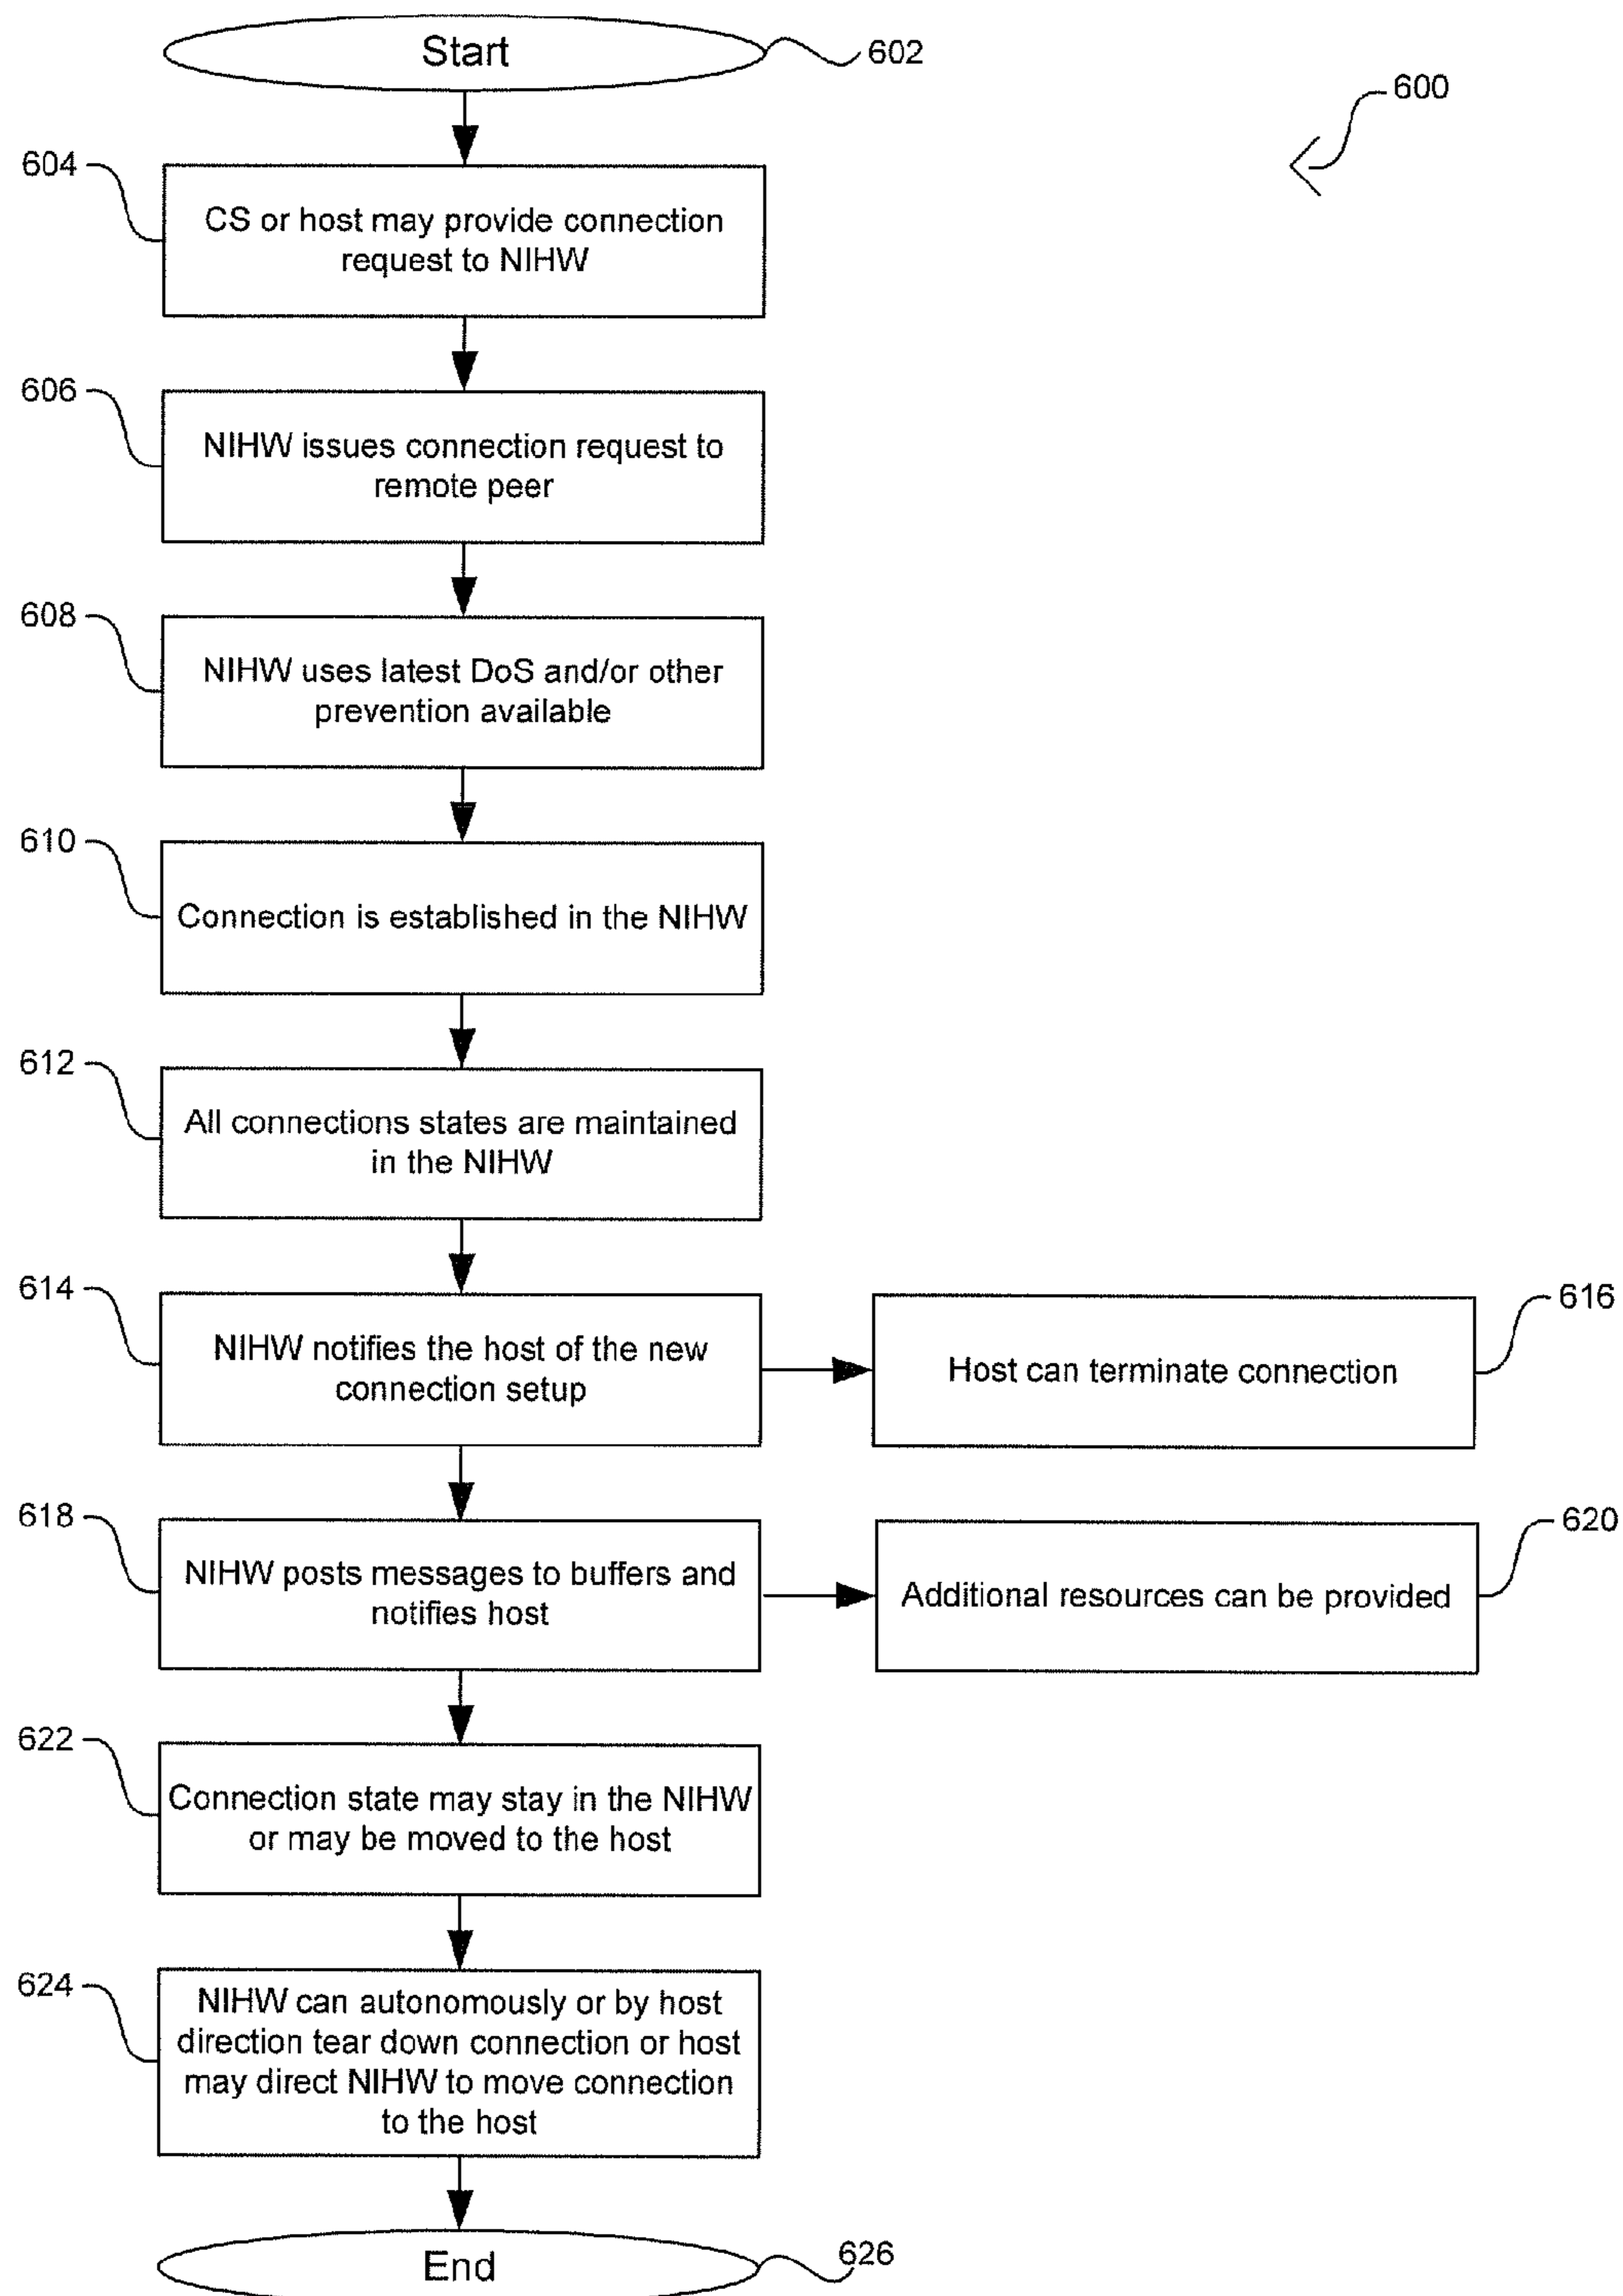 Start
602
600
604
CS or host may provide connection
request to NIHW
606
NIHW issues connection request to
remote peer
608
NIHW uses latest DoS and/or other
prevention available
610
Connection is established in the NIHW
612
All connections states are maintained
in the NIHW
614
NIHW notifies the host of the new
connection setup
Host can terminate connection
616
618
NIHW posts messages to buffers and
notifies host
Additional resources can be provided
620
622
Connection state may stay in the NIHW
or may be moved to the host
624
NIHW can autonomously or by host
direction tear down connection or host
may direct NIHW to move connection
to the host
End
626